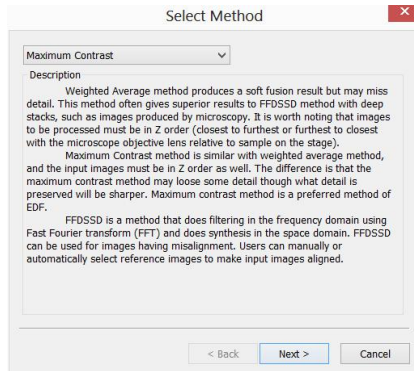 Select Method
Maximum Contrast
Description
Weighted Average method produces a soft fusion result but may miss
detail. This method often gives superior results to FFDSSD method with deep
stacks, such as images produced by microscopy. It is worth noting that images
to be processed must be in Z order (closest to furthest or furthest to closest
with the microscope objective lens relative to sample on the stage).
Maximum Contrast method is similar with weighted average method,
and the input images must be in Z order as well. The difference is that the
maximum contrast method may loose some detail though what detail is
preserved will be sharper. Maximum contrast method is a preferred method of
EDF.
FFDSSD is a method that does filtering in the frequency domain using
Fast Fourier transform (FFT) and does synthesis in the space domain. FFDSSD
can be used for images having misalignment. Users can manually or
automatically select reference images to make input images aligned.
< Back Next > Cancel